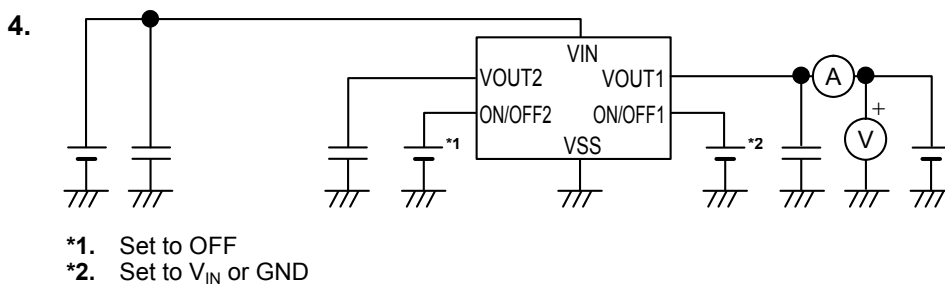 4.
VIN
VOUT2 VOUT1
ON/OFF2 ON/OFF1
*1 *2
VSS
A
+
V
*1. Set to OFF
*2. Set to VIN or GND